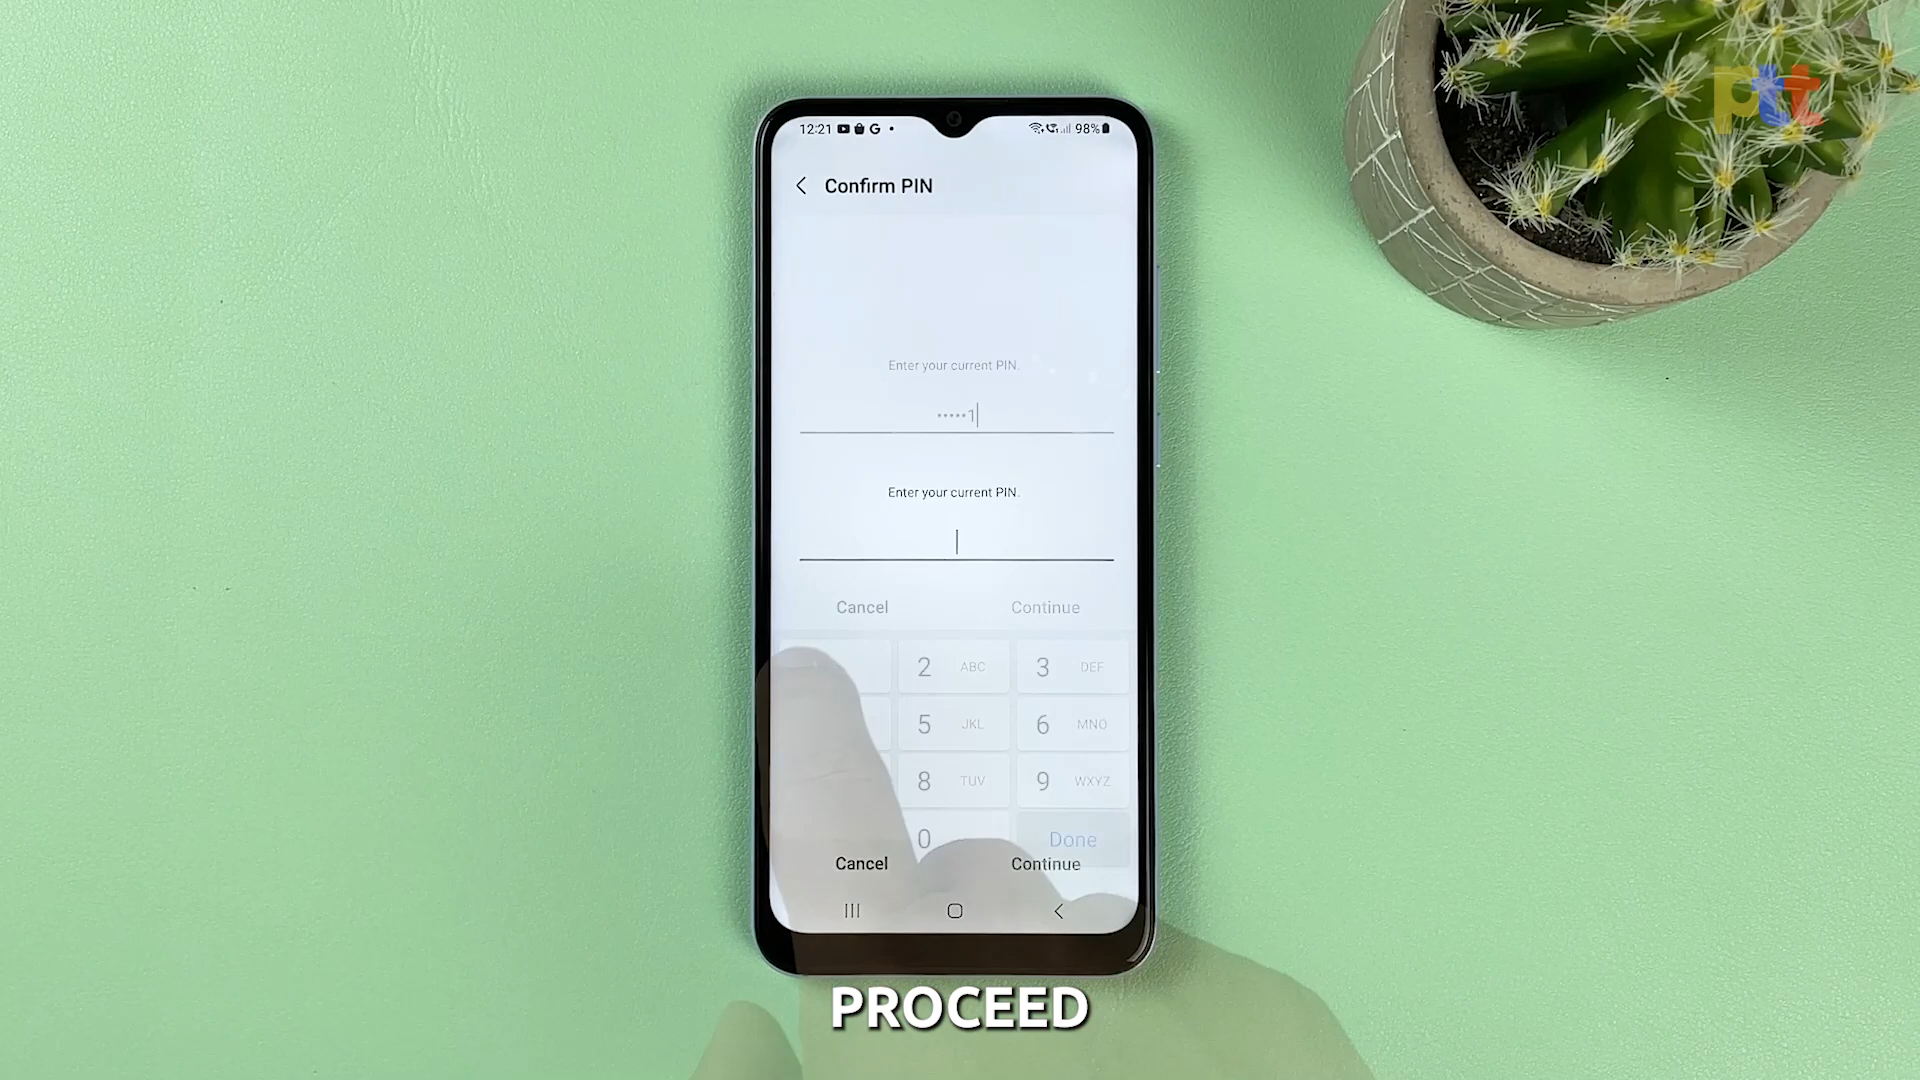 ptt
12:21 G 98%
Confirm PIN
Enter your current PIN.
•••••1
Enter your current PIN.
Cancel Continue
2 ABC 3 DEF
5 JKL 6 MNO
8 TUV 9 WXYZ
0 Done
Cancel Continue
PROCEED